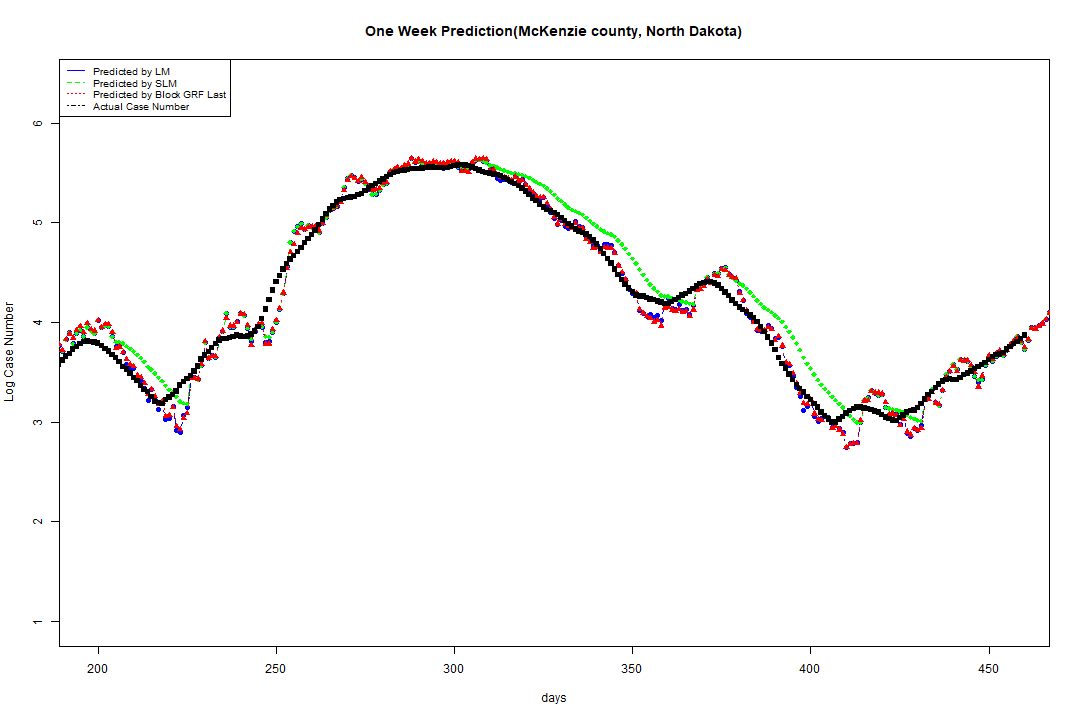 One Week Prediction(McKenzie county, North Dakota)
Predicted by LM
Predicted by SLM
Predicted by Block GRF Last
Actual Case Number
Log Case Number
6
5
4
3
2
1
200 250 300 350 400 450
days